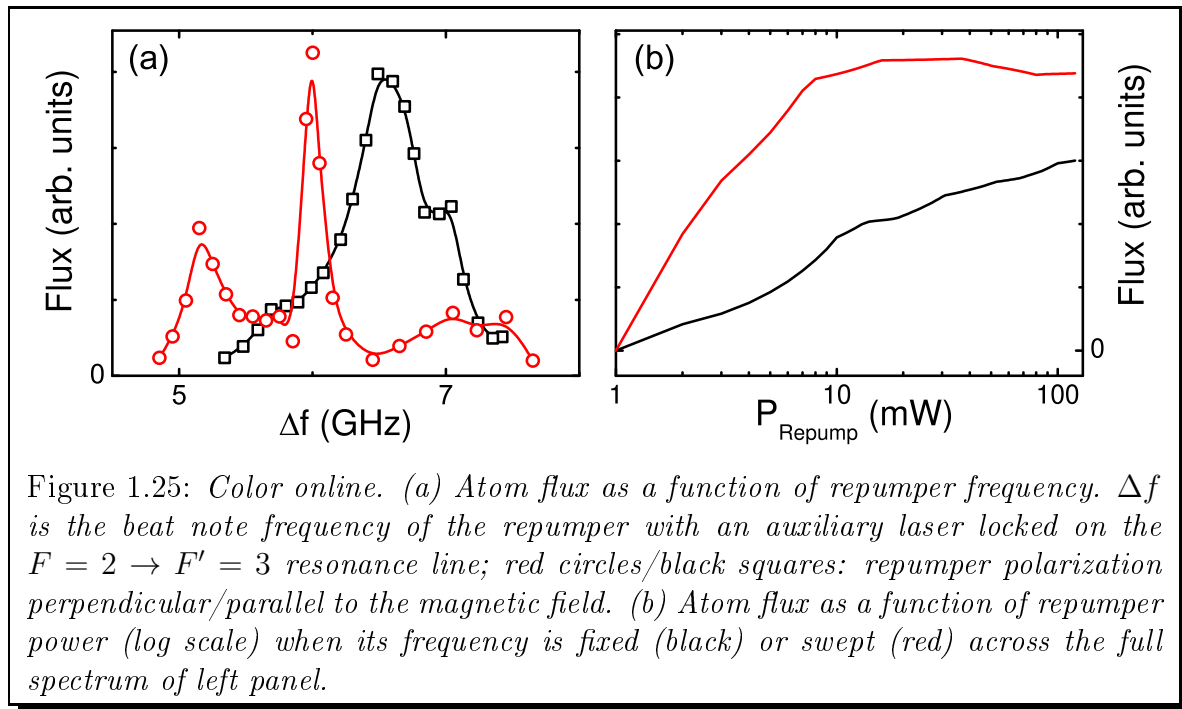 (a)
(b)
Flux (arb. units)
Flux (arb. units)
0
0
5
7
1
10
100
Δf (GHz)
P_Repump (mW)
Figure 1.25: Color online. (a) Atom flux as a function of repumper frequency. Δf
is the beat note frequency of the repumper with an auxiliary laser locked on the
F = 2 → F′ = 3 resonance line; red circles/black squares: repumper polarization
perpendicular/parallel to the magnetic field. (b) Atom flux as a function of repumper
power (log scale) when its frequency is fixed (black) or swept (red) across the full
spectrum of left panel.